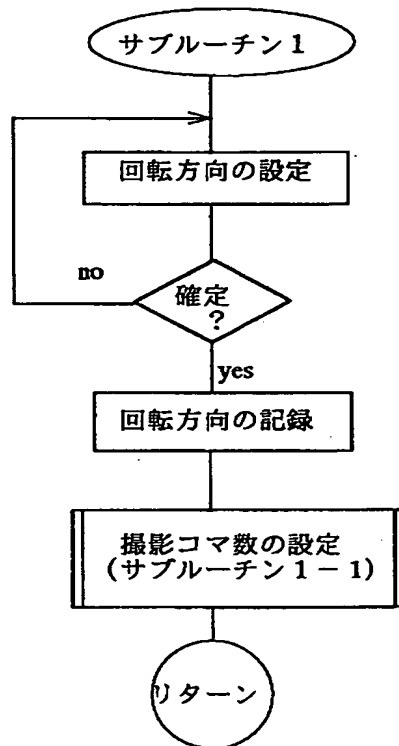 サブルーチン1
回転方向の設定
no
確定
?
yes
回転方向の記録
撮影コマ数の設定
(サブルーチン1-1)
リターン